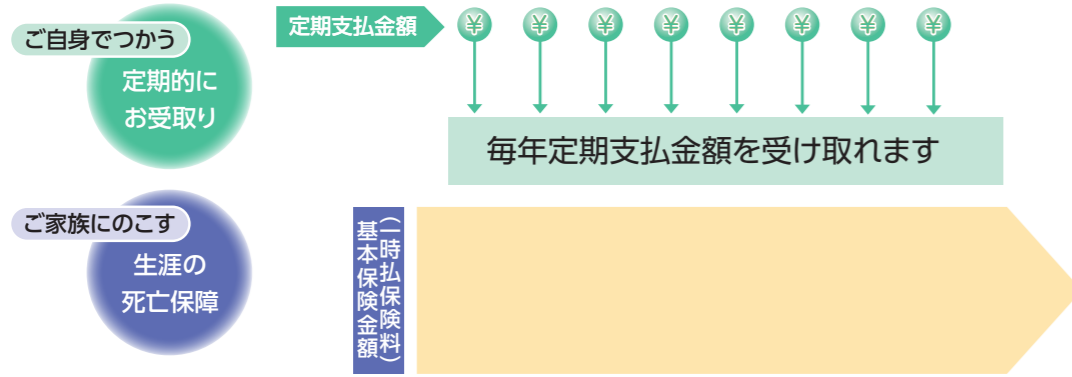 定期支払金額
¥ ¥ ¥ ¥ ¥ ¥ ¥ ¥
ご自身でつかう
定期的に
お受取り
毎年定期支払金額を受け取れます
ご家族にのこす
生涯の
死亡保障
基本保険金額
(一時払保険料)